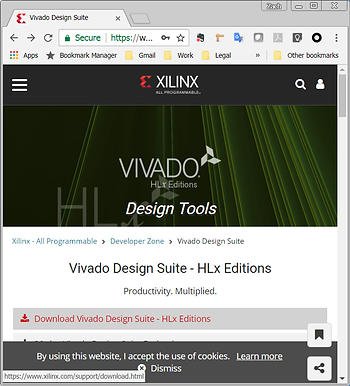 Zach
Vivado Design Suite
Secure
https://w...
Apps
Bookmark Manager
Gmail
Work
Legal
»
Other bookmarks
XILINX
ALL PROGRAMMABLE
VIVADO.
HLx Editions
HLx
Design Tools
Xilinx - All Programmable > Developer Zone > Vivado Design Suite
Vivado Design Suite - HLx Editions
Productivity. Multiplied.
Download Vivado Design Suite - HLx Editions
By using this website, I accept the use of cookies. Learn more
Dismiss
https://www.xilinx.com/support/download.html